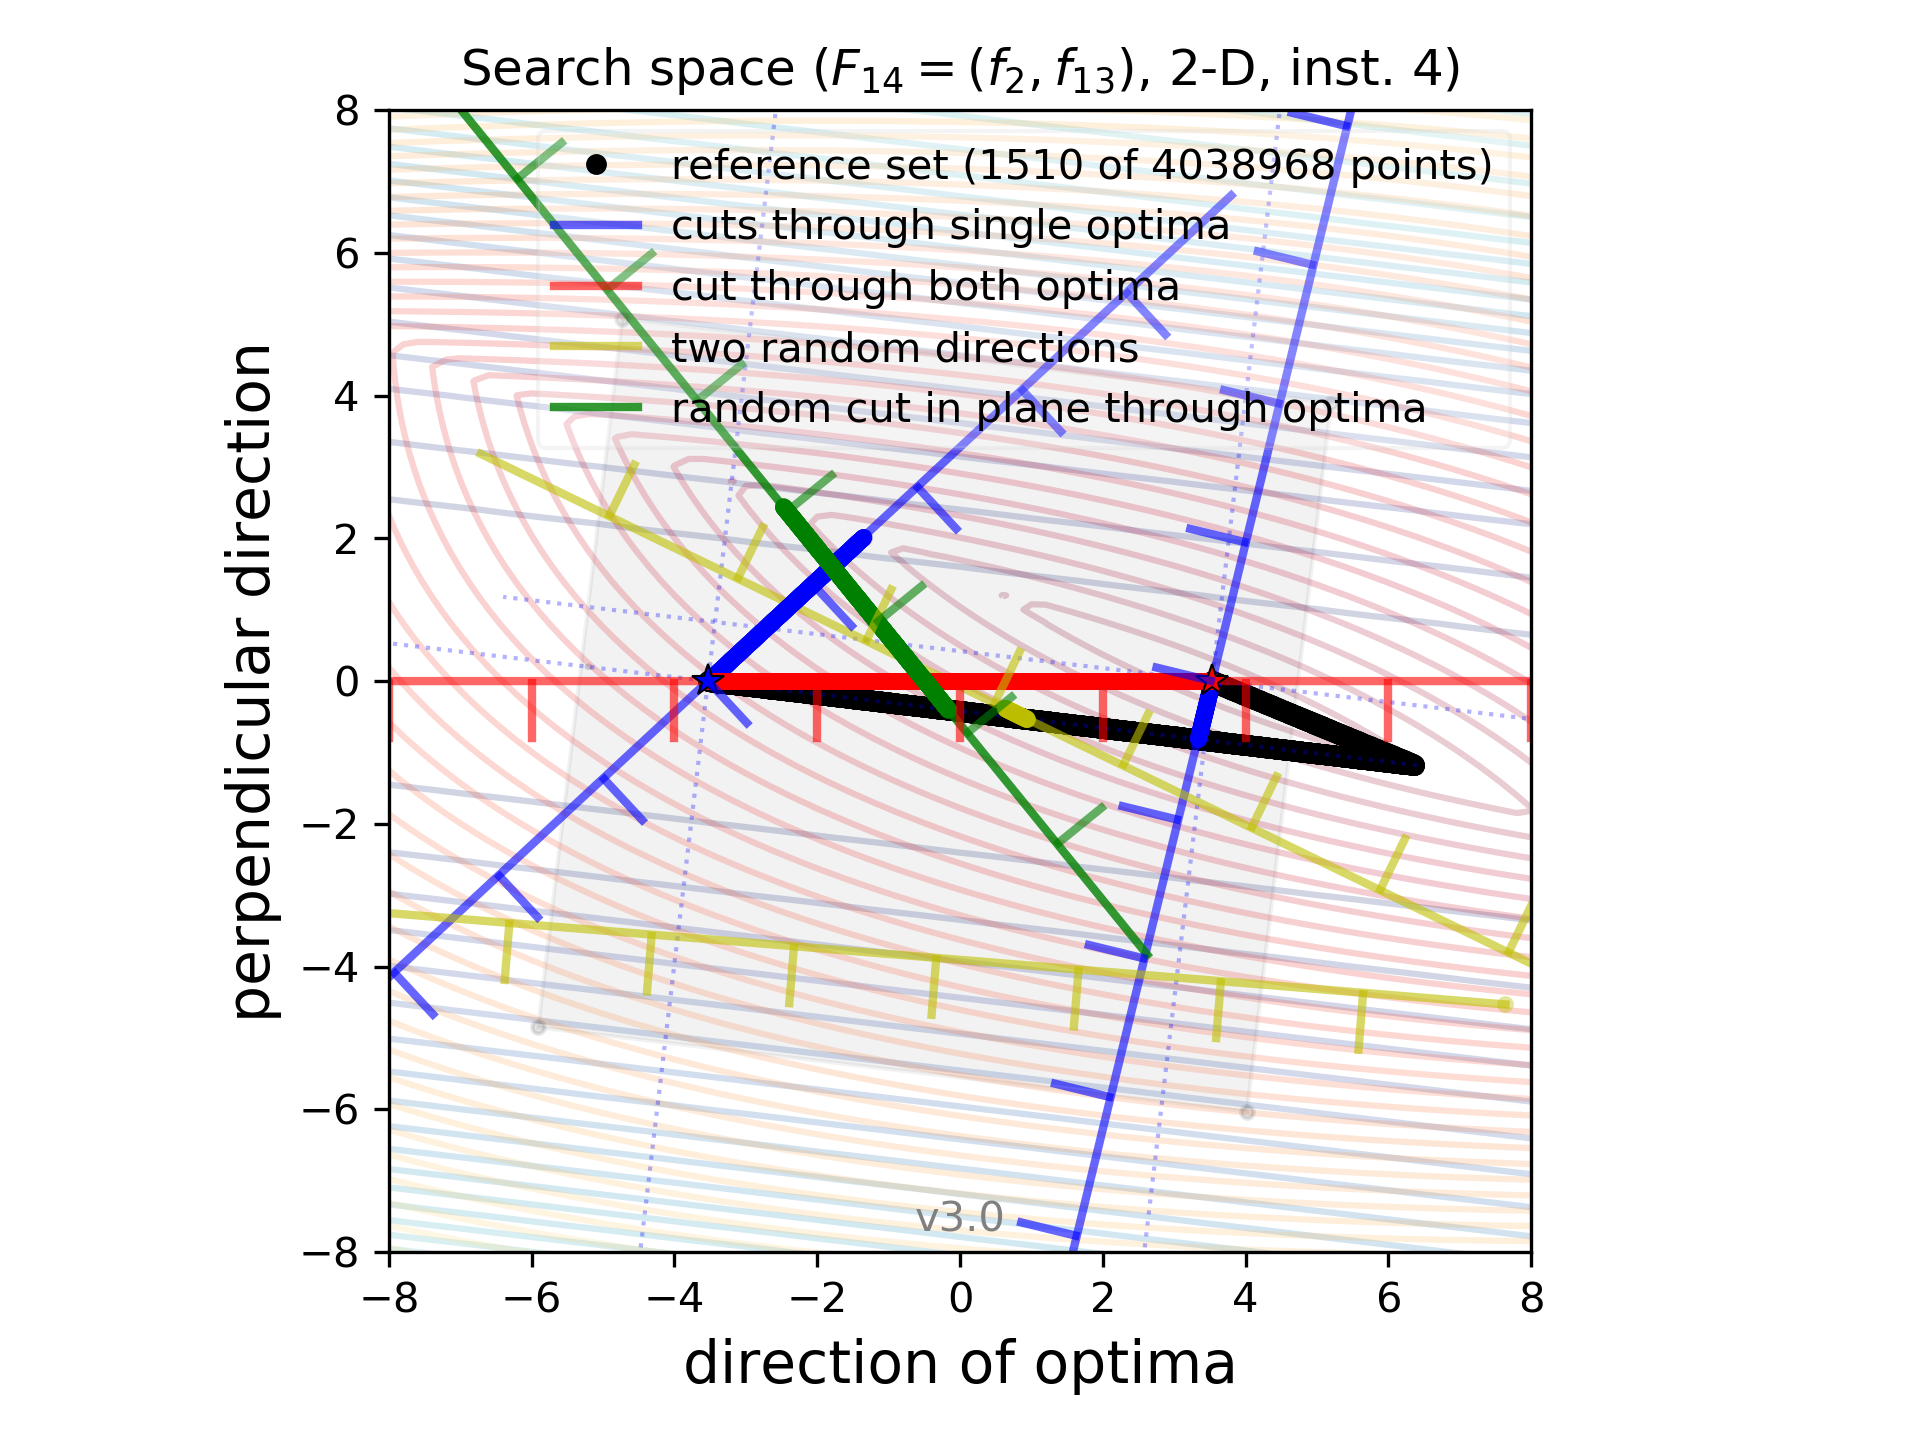 Search space (F₁₄ = (f₂, f₁₃), 2-D, inst. 4)
reference set (1510 of 4038968 points)
cuts through single optima
cut through both optima
two random directions
random cut in plane through optima
8
6
4
2
0
−2
−4
−6
−8
perpendicular direction
v3.0
−8 −6 −4 −2 0 2 4 6 8
direction of optima